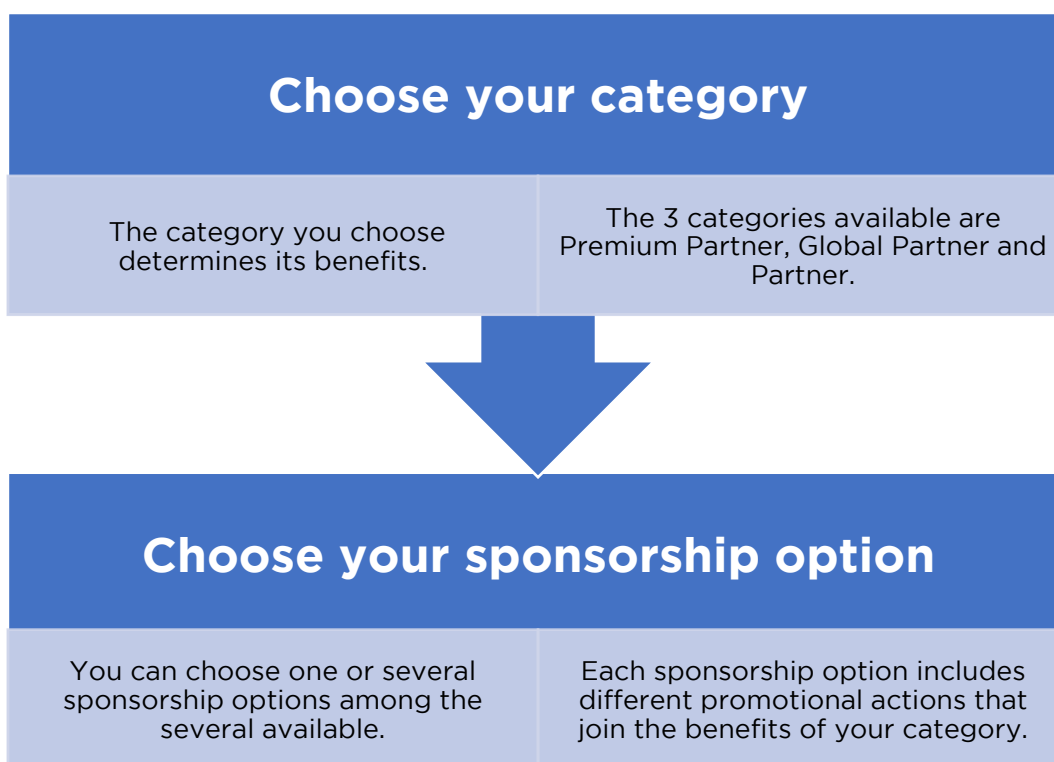 Choose your category
The category you choose
determines its benefits.
The 3 categories available are
Premium Partner, Global Partner and
Partner.
Choose your sponsorship option
You can choose one or several
sponsorship options among the
several available.
Each sponsorship option includes
different promotional actions that
join the benefits of your category.